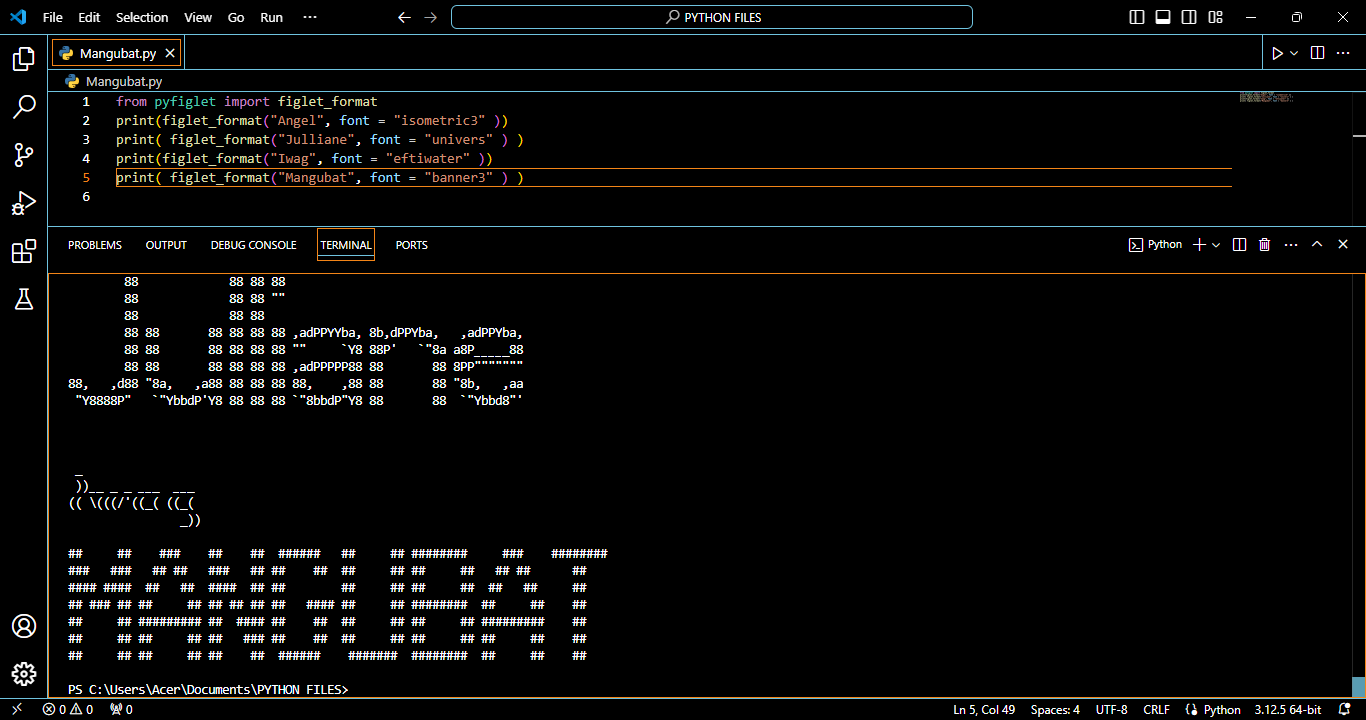 File Edit Selection View Go Run ··· PYTHON FILES
Mangubat.py
Mangubat.py
1 from pyfiglet import figlet_format
2 print(figlet_format("Angel", font = "isometric3" ))
3 print( figlet_format("Julliane", font = "univers" ) )
4 print(figlet_format("Iwag", font = "eftiwater" ))
5 print( figlet_format("Mangubat", font = "banner3" ) )
6
PROBLEMS OUTPUT DEBUG CONSOLE TERMINAL PORTS Python
        88             88 88 88
        88             88 88 ""
        88             88 88
        88 88       88 88 88 88 ,adPPYYba, 8b,dPPYba,   ,adPPYba,
        88 88       88 88 88 88 ""     `Y8 88P'   `"8a a8P_____88
        88 88       88 88 88 88 ,adPPPPP88 88       88 8PP"""""""
88,   ,d88 "8a,   ,a88 88 88 88 88,    ,88 88       88 "8b,   ,aa
 "Y8888P"   `"YbbdP'Y8 88 88 88 `"8bbdP"Y8 88       88  `"Ybbd8"'
 _
 ))__ _ _ ___  ___
(( \(((/'((_( ((_(
                _))
##     ##    ###    ##    ##  ######   ##     ## ########     ###    ########
###   ###   ## ##   ###   ## ##    ##  ##     ## ##     ##   ## ##      ##
#### ####  ##   ##  ####  ## ##        ##     ## ##     ##  ##   ##     ##
## ### ## ##     ## ## ## ## ##   #### ##     ## ########  ##     ##    ##
##     ## ######### ##  #### ##    ##  ##     ## ##     ## #########    ##
##     ## ##     ## ##   ### ##    ##  ##     ## ##     ## ##     ##    ##
##     ## ##     ## ##    ##  ######    #######  ########  ##     ##    ##
PS C:\Users\Acer\Documents\PYTHON FILES>
0 0 0 Ln 5, Col 49 Spaces: 4 UTF-8 CRLF Python 3.12.5 64-bit